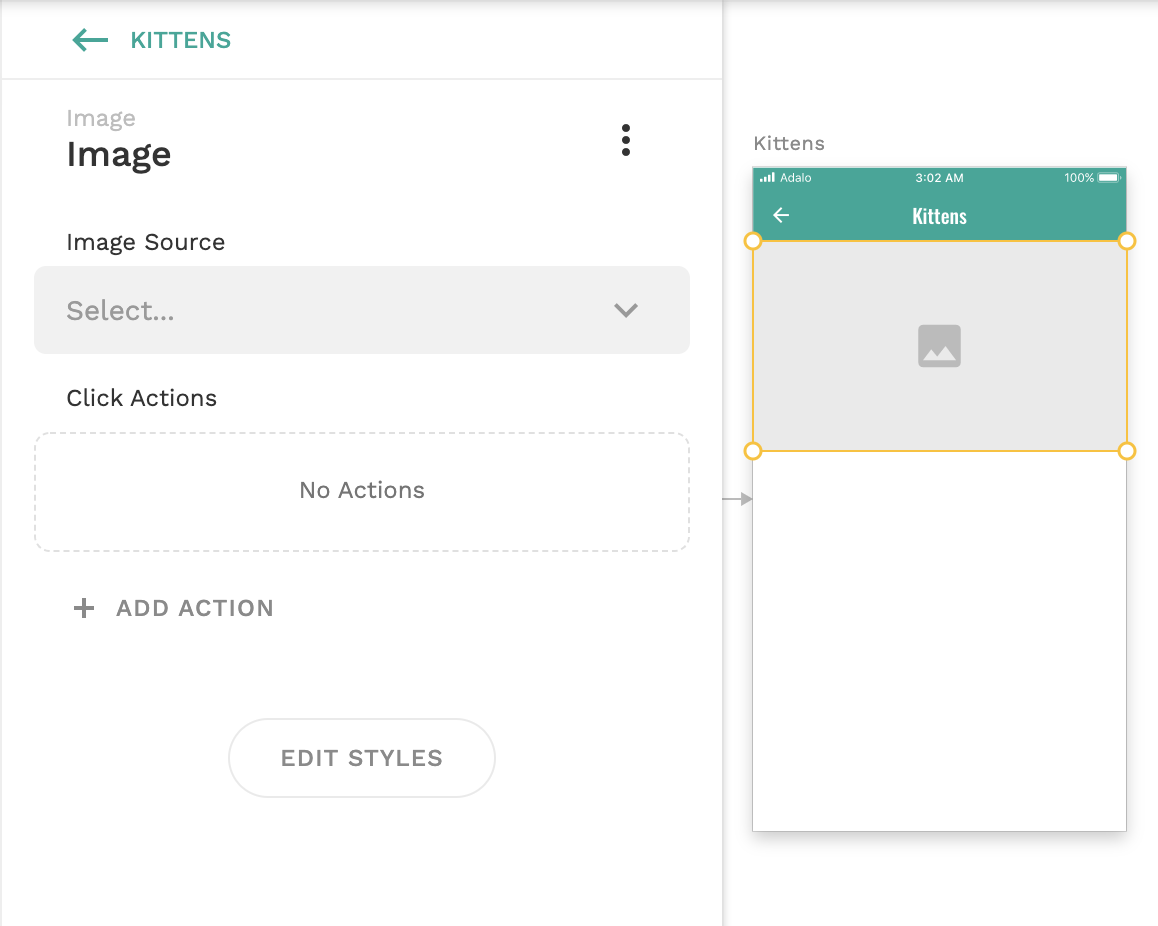 KITTENS
Image
Image
Image Source
Select...
Click Actions
No Actions
ADD ACTION
EDIT STYLES
Kittens
Adalo 3:02 AM 100%
Kittens